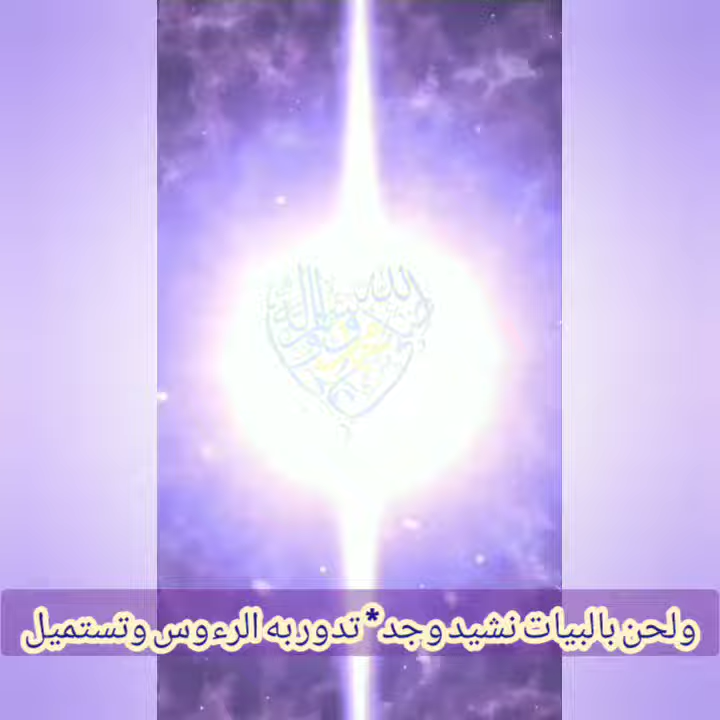 ولحن بالبيات نشيد وجد * تدور به الرءوس وتستميل